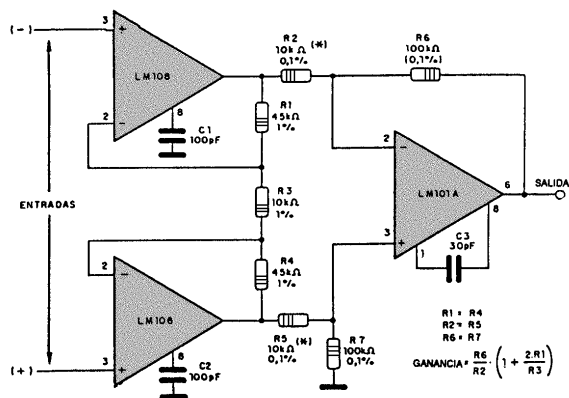 (-)
3
+
LM108
2
-
8
C1
100pF
R2
10kΩ (*)
0,1%
R1
45kΩ
1%
R6
100kΩ
(0,1%)
R3
10kΩ
1%
2
-
LM101A
6
SALIDA
8
3
+
1
C3
30pF
ENTRADAS
2
-
LM108
3
+
(+)
8
C2
100pF
R4
45kΩ
1%
R5 (*)
10kΩ
0,1%
R7
100kΩ
0,1%
R1 = R4
R2 = R5
R6 = R7
GANANCIA = R6/R2 · (1 + 2.R1/R3)